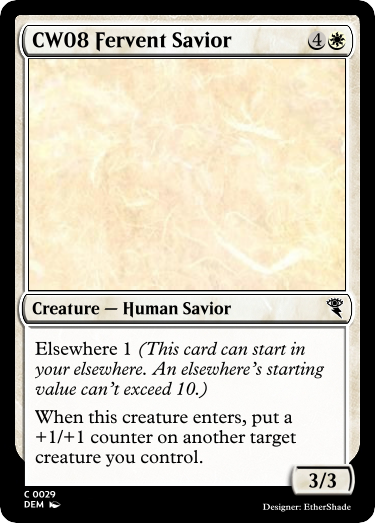 CW08 Fervent Savior 4
Creature — Human Savior
Elsewhere 1 (This card can start in
your elsewhere. An elsewhere's starting
value can't exceed 10.)
When this creature enters, put a
+1/+1 counter on another target
creature you control.
3/3
C 0029
DEM
Designer: EtherShade